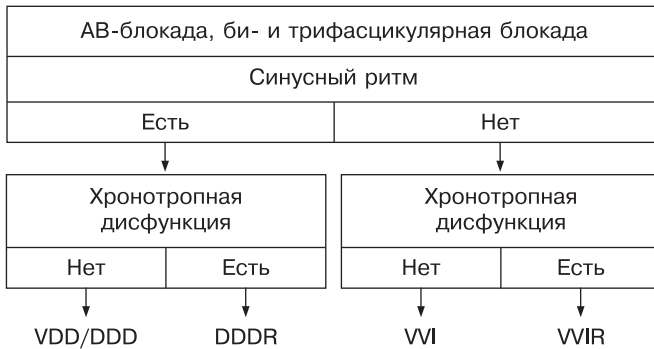 АВ-блокада, би- и трифасцикулярная блокада
Синусный ритм
Есть
Нет
Хронотропная
дисфункция
Хронотропная
дисфункция
Нет
Есть
Нет
Есть
VDD/DDD
DDDR
VVI
VVIR